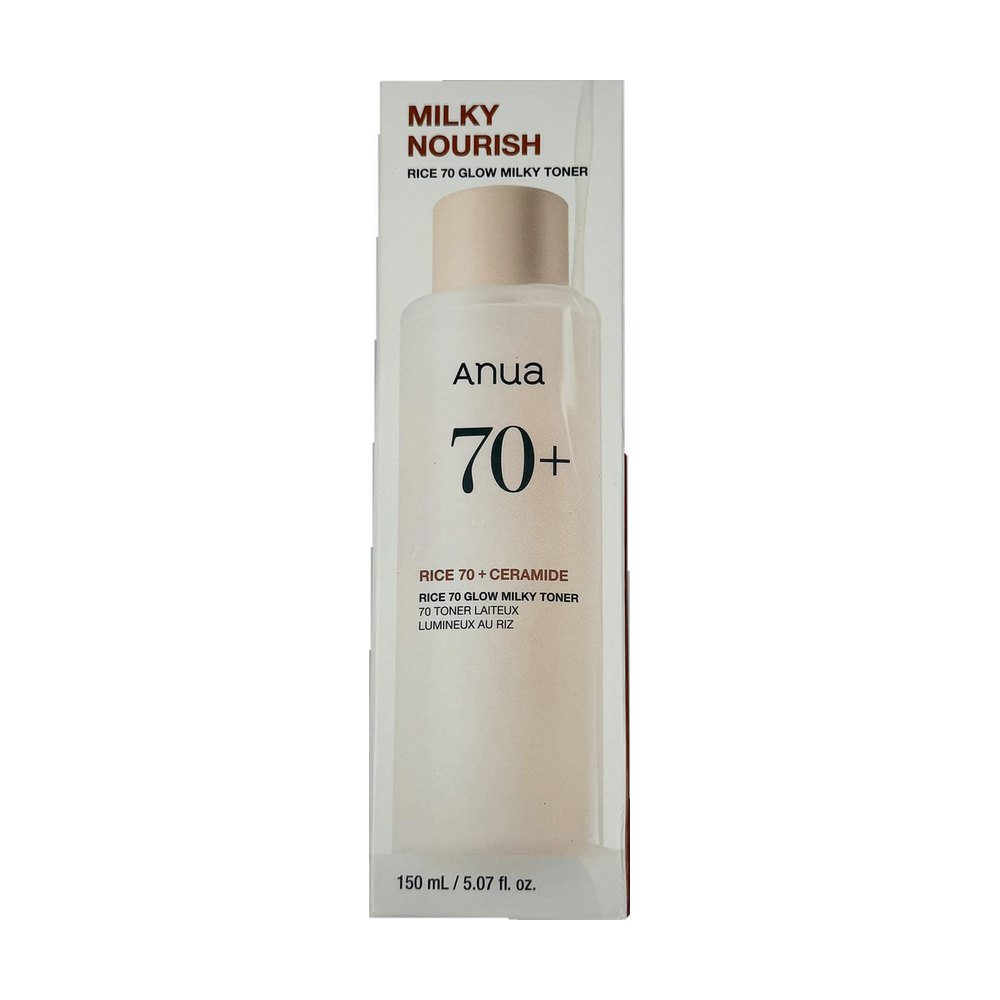 MILKY
NOURISH
RICE 70 GLOW MILKY TONER
Anua
70+
RICE 70 + CERAMIDE
RICE 70 GLOW MILKY TONER
70 TONER LAITEUX
LUMINEUX AU RIZ
150 mL / 5.07 fl. oz.